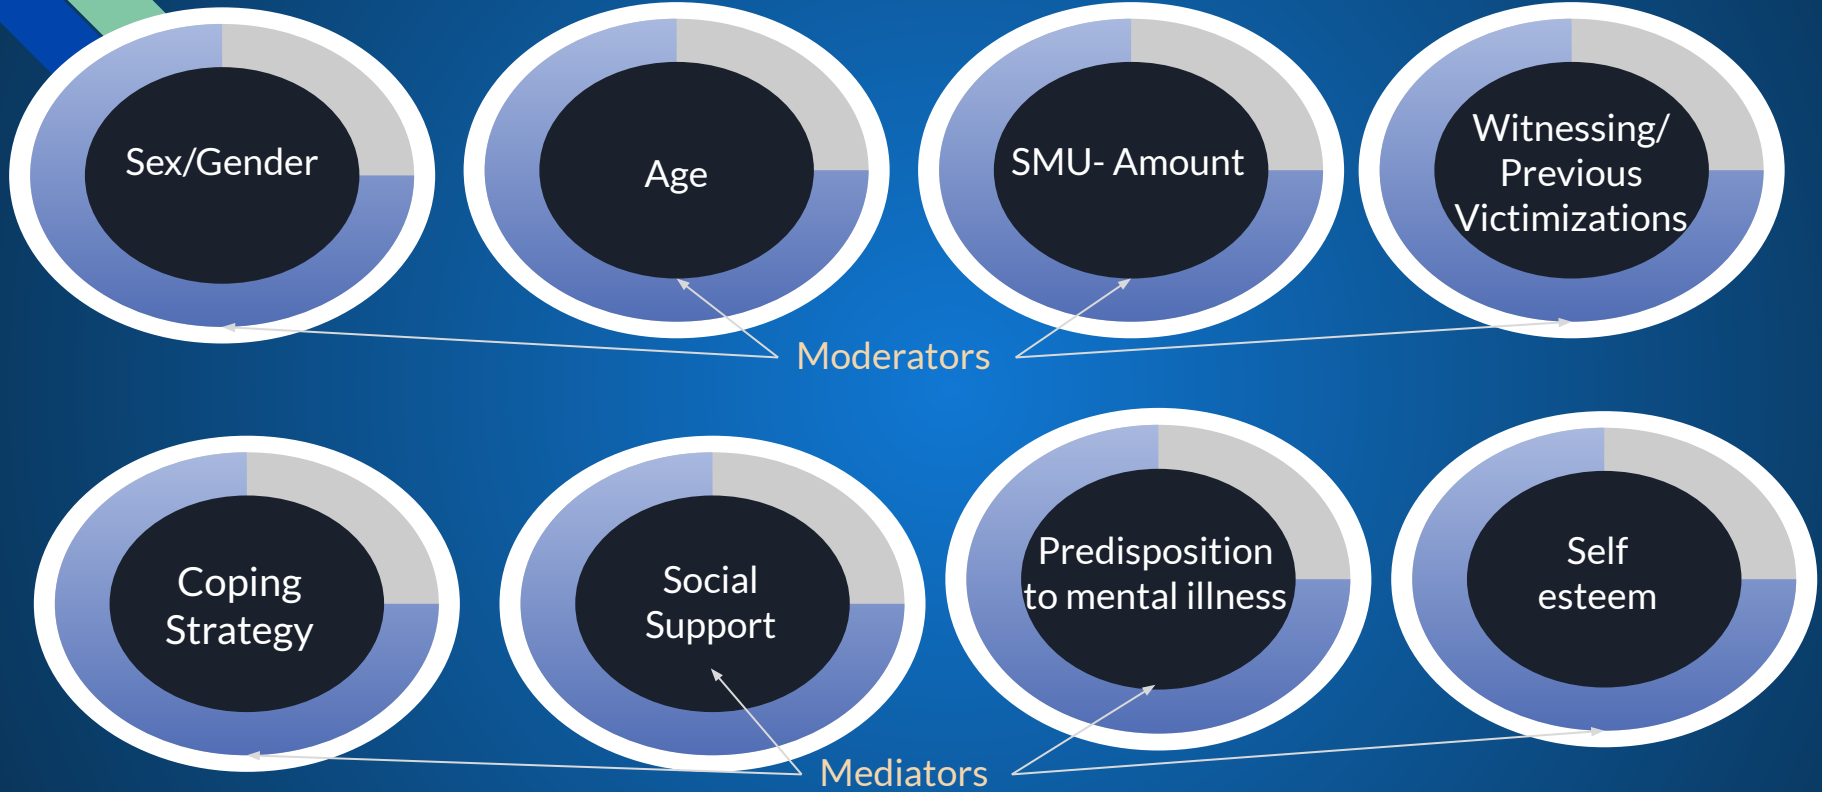 Sex/Gender
Age
SMU- Amount
Witnessing/
Previous
Victimizations
Moderators
Coping
Strategy
Social
Support
Predisposition
to mental illness
Self
esteem
Mediators